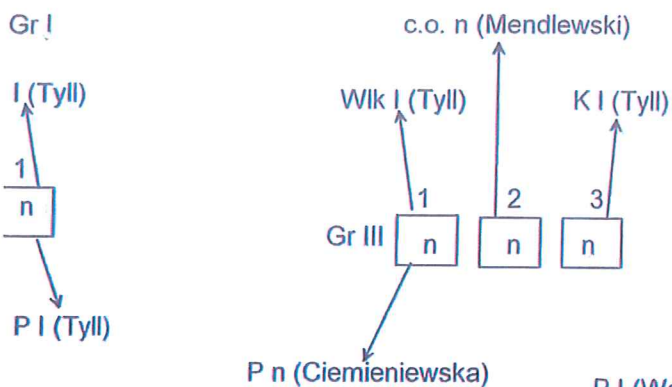 Gr I
c.o. n (Mendlewski)
I (Tyll)
Wlk I (Tyll)
K I (Tyll)
1
1 2 3
n
Gr III n n n
P I (Tyll)
P n (Ciemieniewska)